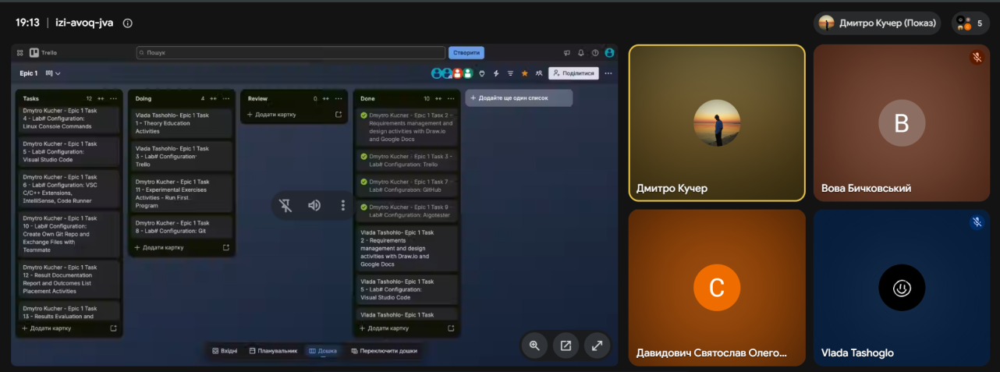 19:13 | izi-avoq-jva
Дмитро Кучер (Показ)
5
Trello
Пошук
Створити
Epic 1
Поділитися
Tasks 12
Dmytro Kucher - Epic 1 Task
4 - Lab# Configuration:
Linux Console Commands
Dmytro Kucher - Epic 1 Task
5 - Lab# Configuration:
Visual Studio Code
Dmytro Kucher - Epic 1 Task
6 - Lab# Configuration: VSC
C/C++ Extensions,
IntelliSense, Code Runner
Dmytro Kucher - Epic 1 Task
10 - Lab# Configuration:
Create Own Git Repo and
Exchange Files with
Teammate
Dmytro Kucher - Epic 1 Task
12 - Result Documentation
Report and Outcomes List
Placement Activities
Dmytro Kucher - Epic 1 Task
13 - Results Evaluation and
+ Додати картку
Doing 4
Vlada Tashohlo- Epic 1 Task
1 - Theory Education
Activities
Vlada Tashohlo- Epic 1 Task
3 - Lab# Configuration:
Trello
Dmytro Kucher - Epic 1 Task
11 - Experimental Exercises
Activities - Run First
Program
Dmytro Kucher - Epic 1 Task
8 - Lab# Configuration: Git
+ Додати картку
Review 0
+ Додати картку
Done 10
Dmytro Kucher - Epic 1 Task 2 -
Requirements management and
design activities with Draw.io
and Google Docs
Dmytro Kucher - Epic 1 Task 3 -
Lab# Configuration: Trello
Dmytro Kucher - Epic 1 Task 7 -
Lab# Configuration: GitHub
Dmytro Kucher - Epic 1 Task 9 -
Lab# Configuration: Algotester
Vlada Tashohlo- Epic 1 Task
2 - Requirements
management and design
activities with Draw.io and
Google Docs
Vlada Tashohlo- Epic 1 Task
5 - Lab# Configuration:
Visual Studio Code
Vlada Tashohlo- Epic 1 Task
+ Додати картку
+ Додайте ще один список
Вхідні
Планувальник
Дошка
Переключити дошки
Дмитро Кучер
В
Вова Бичковський
С
Давидович Святослав Олего...
Vlada Tashoglo